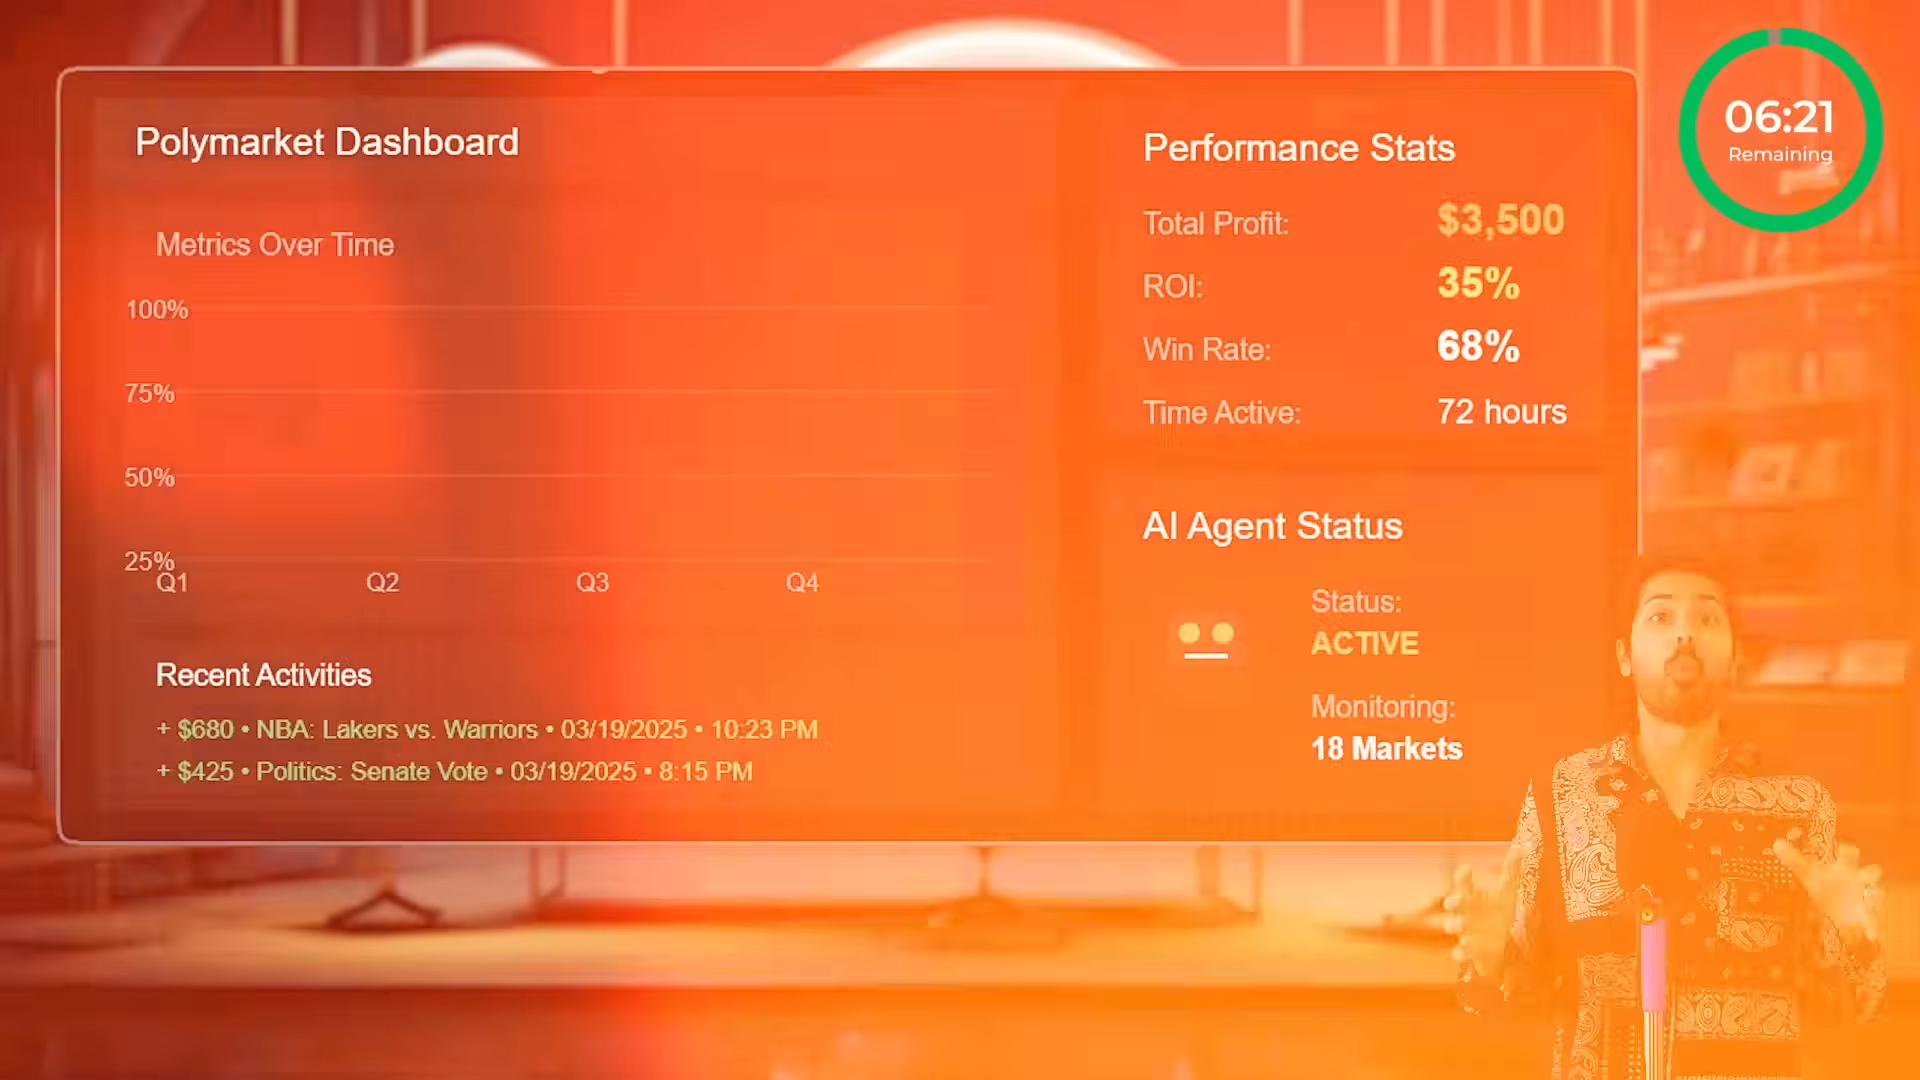 Polymarket Dashboard
Metrics Over Time
100%
75%
50%
25%
Q1 Q2 Q3 Q4
Recent Activities
+ $680 • NBA: Lakers vs. Warriors • 03/19/2025 • 10:23 PM
+ $425 • Politics: Senate Vote • 03/19/2025 • 8:15 PM
Performance Stats
Total Profit: $3,500
ROI: 35%
Win Rate: 68%
Time Active: 72 hours
AI Agent Status
Status:
ACTIVE
Monitoring:
18 Markets
06:21
Remaining